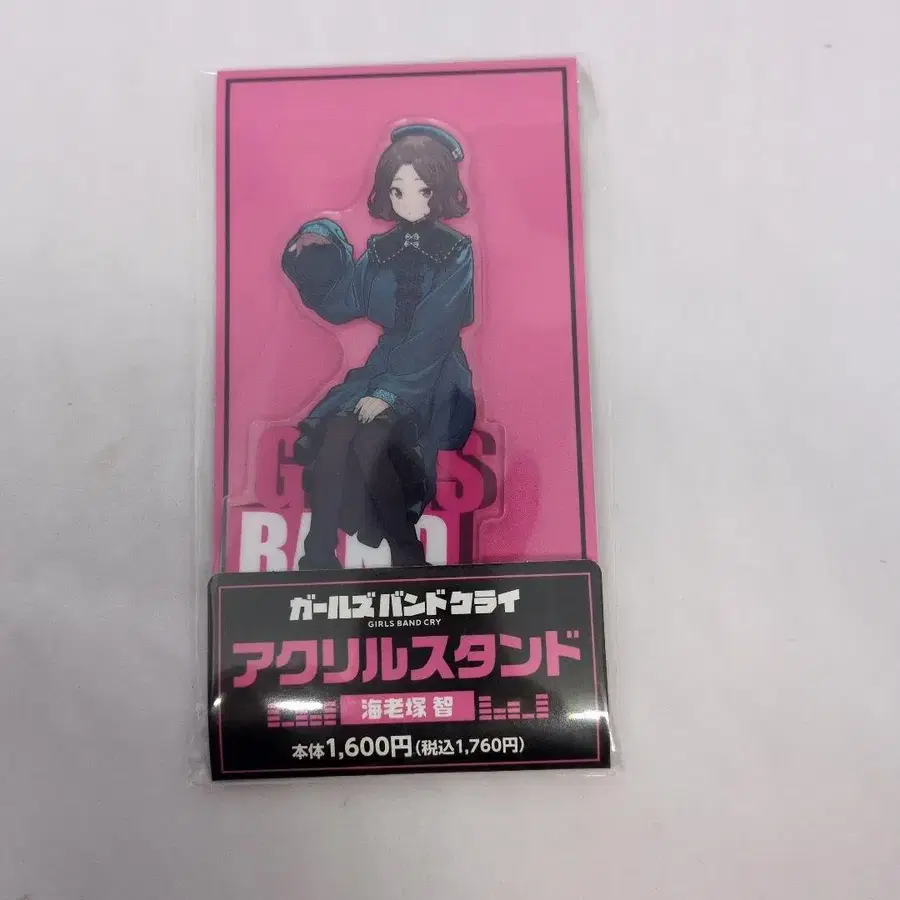 GIRLS
BAND
ガールズバンドクライ
GIRLS BAND CRY
アクリルスタンド
海老塚 智
本体1,600円(税込1,760円)